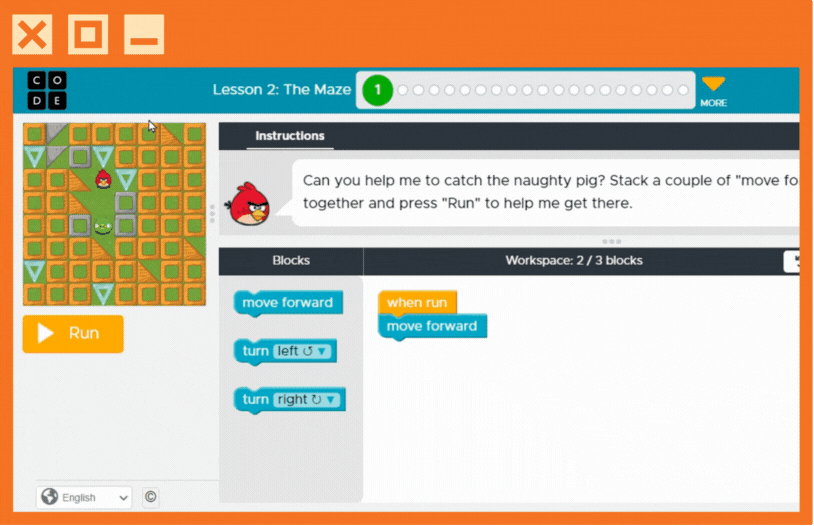 C O
D E
Lesson 2: The Maze
1
MORE
Instructions
Can you help me to catch the naughty pig? Stack a couple of "move fo
together and press "Run" to help me get there.
Blocks
Workspace: 2 / 3 blocks
Run
move forward
turn left ↺ ▼
turn right ↻ ▼
when run
move forward
English
©